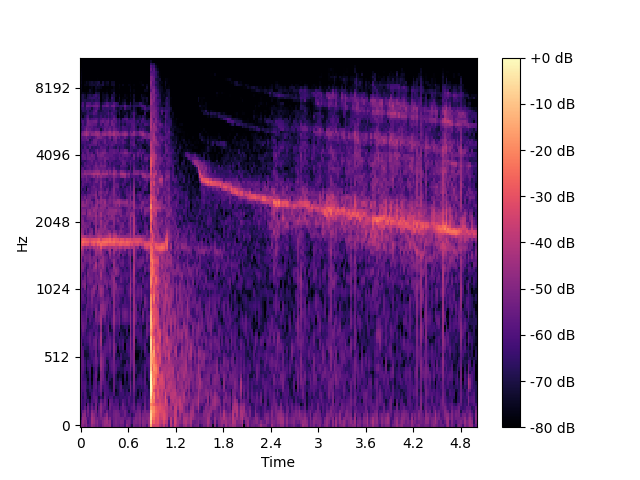 8192
4096
2048
1024
512
0
Hz
0 0.6 1.2 1.8 2.4 3 3.6 4.2 4.8
Time
+0 dB
-10 dB
-20 dB
-30 dB
-40 dB
-50 dB
-60 dB
-70 dB
-80 dB